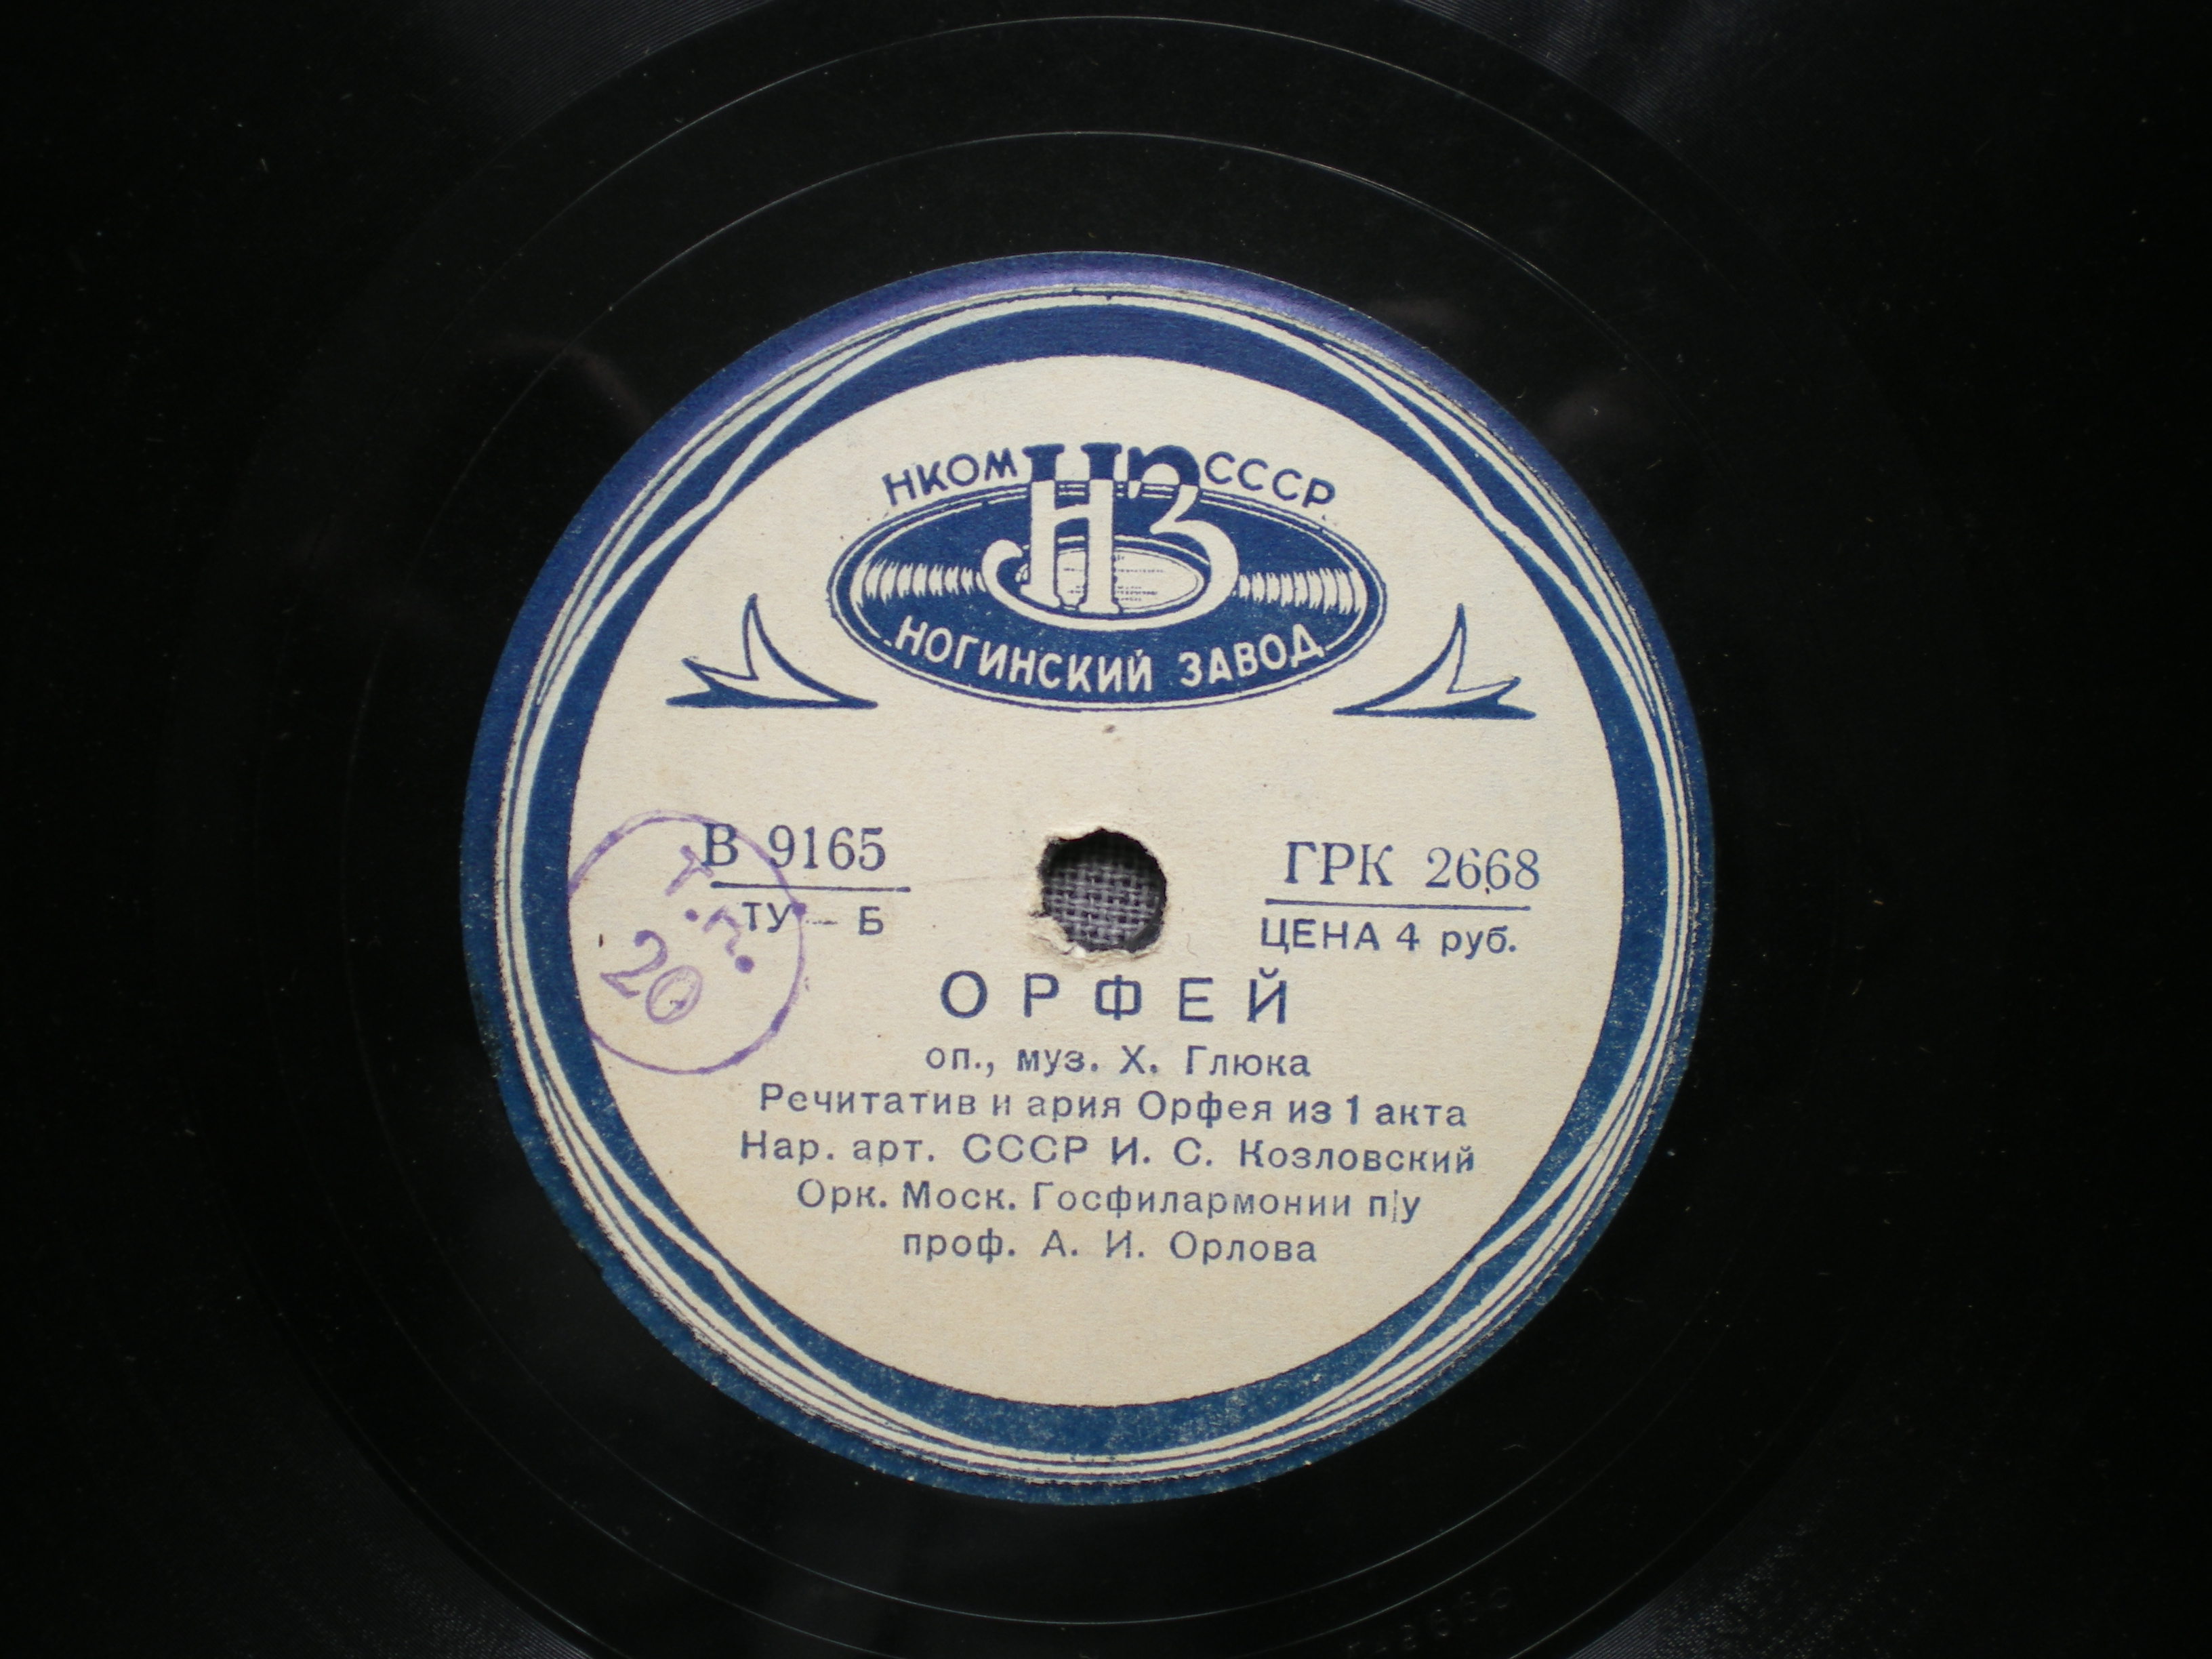 НКОМ НЗ СССР
НОГИНСКИЙ ЗАВОД
В 9165
ТУ — Б
ГРК 2668
ЦЕНА 4 руб.
Т.П.
20
ОРФЕЙ
оп., муз. Х. Глюка
Речитатив и ария Орфея из 1 акта
Нар. арт. СССР И. С. Козловский
Орк. Моск. Госфилармонии п/у
проф. А. И. Орлова